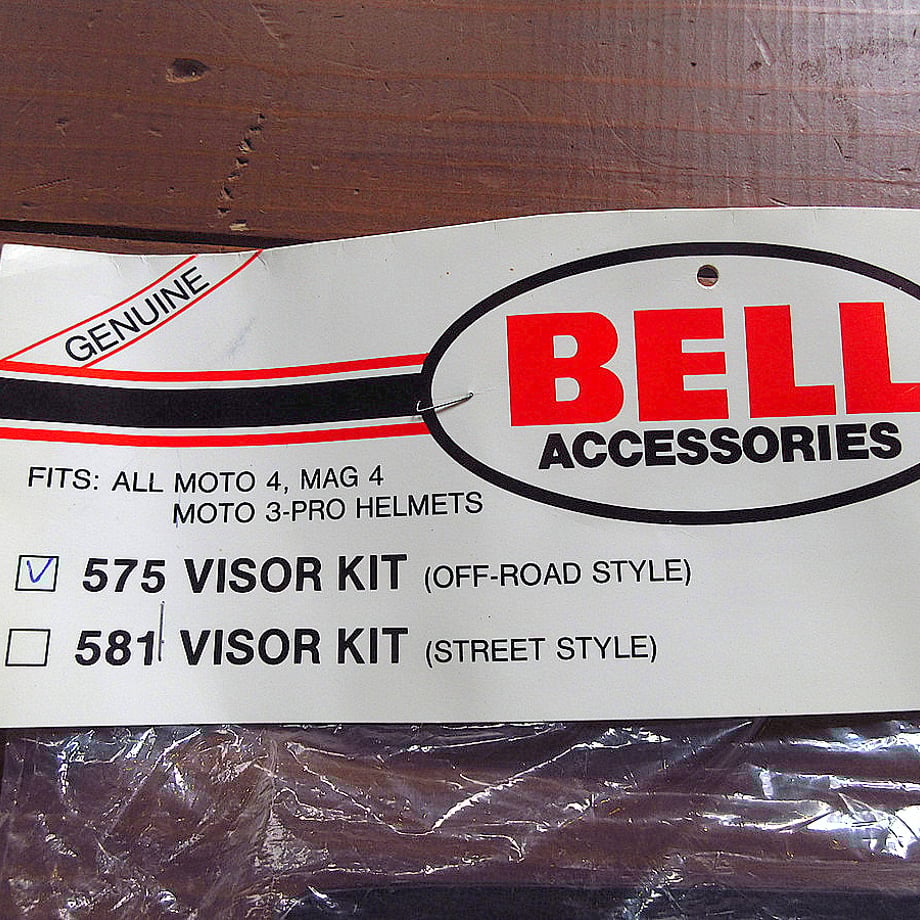 GENUINE
BELL
ACCESSORIES
FITS: ALL MOTO 4, MAG 4
MOTO 3-PRO HELMETS
575 VISOR KIT (OFF-ROAD STYLE)
581 VISOR KIT (STREET STYLE)